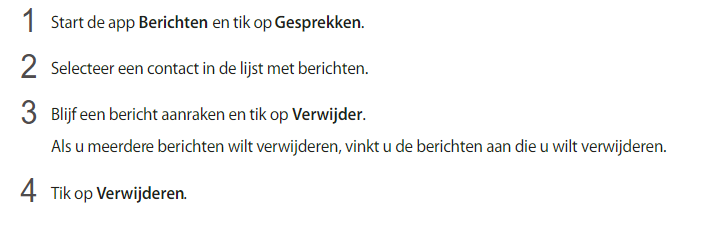 1 Start de app Berichten en tik op Gesprekken.
2 Selecteer een contact in de lijst met berichten.
3 Blijf een bericht aanraken en tik op Verwijder.
Als u meerdere berichten wilt verwijderen, vinkt u de berichten aan die u wilt verwijderen.
4 Tik op Verwijderen.